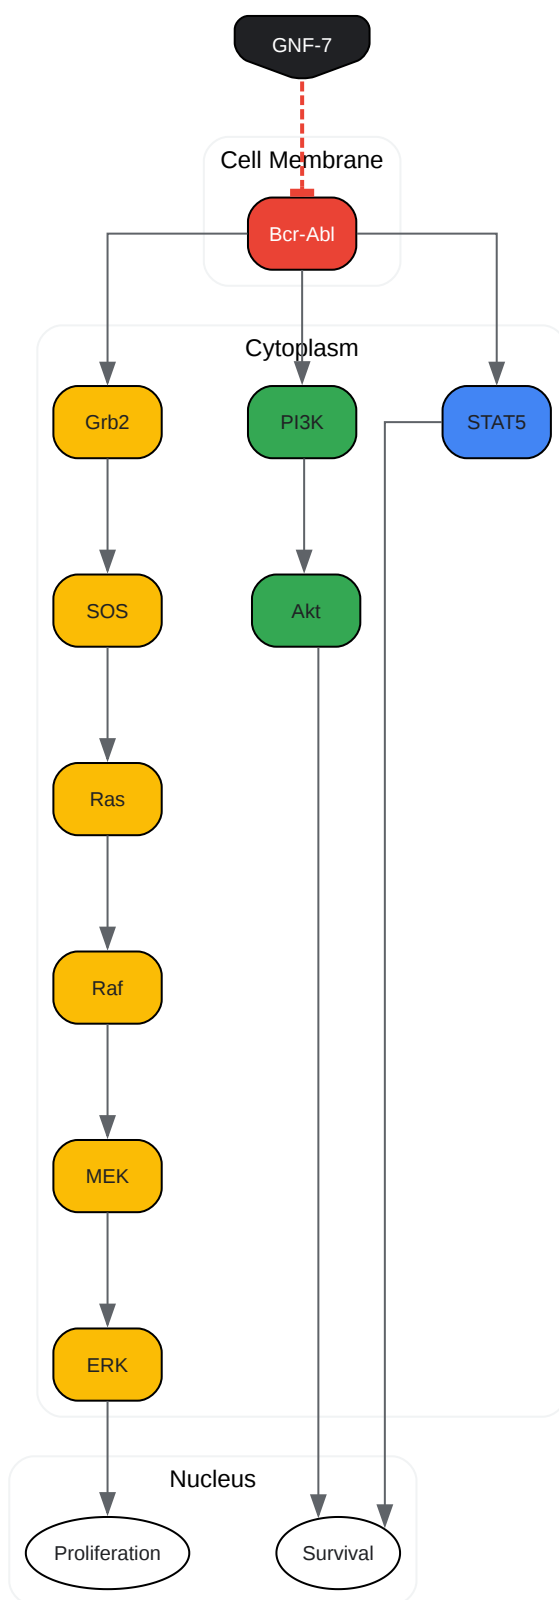 GNF-7
Cell Membrane
Bcr-Abl
Cytoplasm
Grb2
PI3K
STAT5
SOS
Akt
Ras
Raf
MEK
ERK
Nucleus
Proliferation
Survival